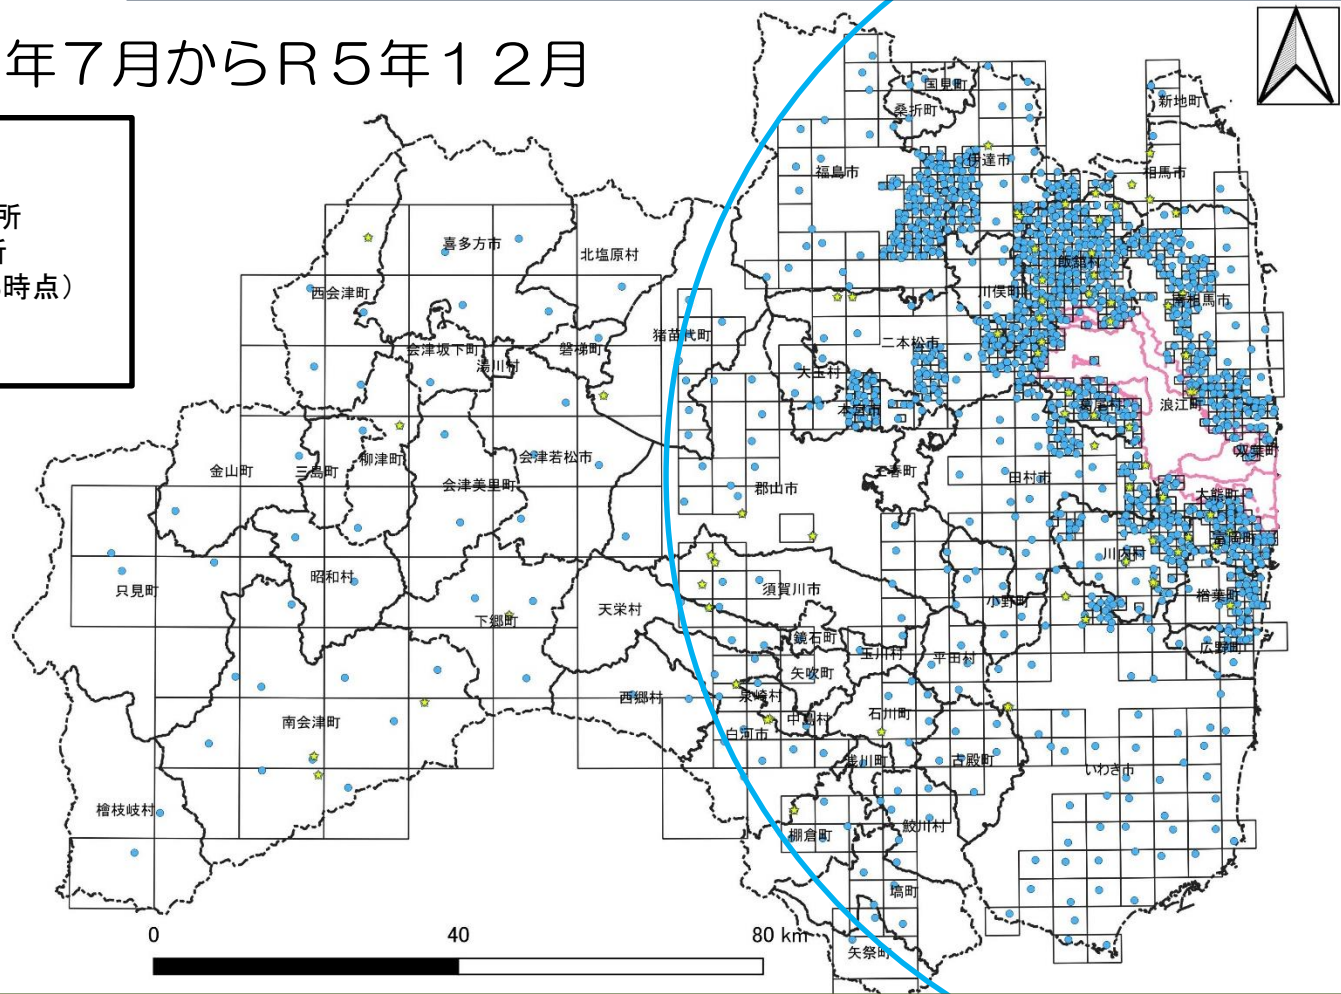 年７月からＲ５年１２月
所
所
時点）
国見町
桑折町
新地町
伊達市
相馬市
福島市
喜多方市
北塩原村
飯舘村
西会津町
川俣町
南相馬市
猪苗代町
会津坂下町
磐梯町
二本松市
湯川村
大玉村
本宮市
葛尾村
浪江町
双葉町
金山町
三島町
柳津町
会津若松市
三春町
田村市
会津美里町
郡山市
大熊町
富岡町
川内村
昭和村
只見町
須賀川市
小野町
楢葉町
天栄村
下郷町
鏡石町
広野町
玉川村
平田村
矢吹町
西郷村
泉崎村
石川町
中島村
南会津町
白河市
浅川町
古殿町
いわき市
檜枝岐村
棚倉町
鮫川村
塙町
矢祭町
0 40 80 km